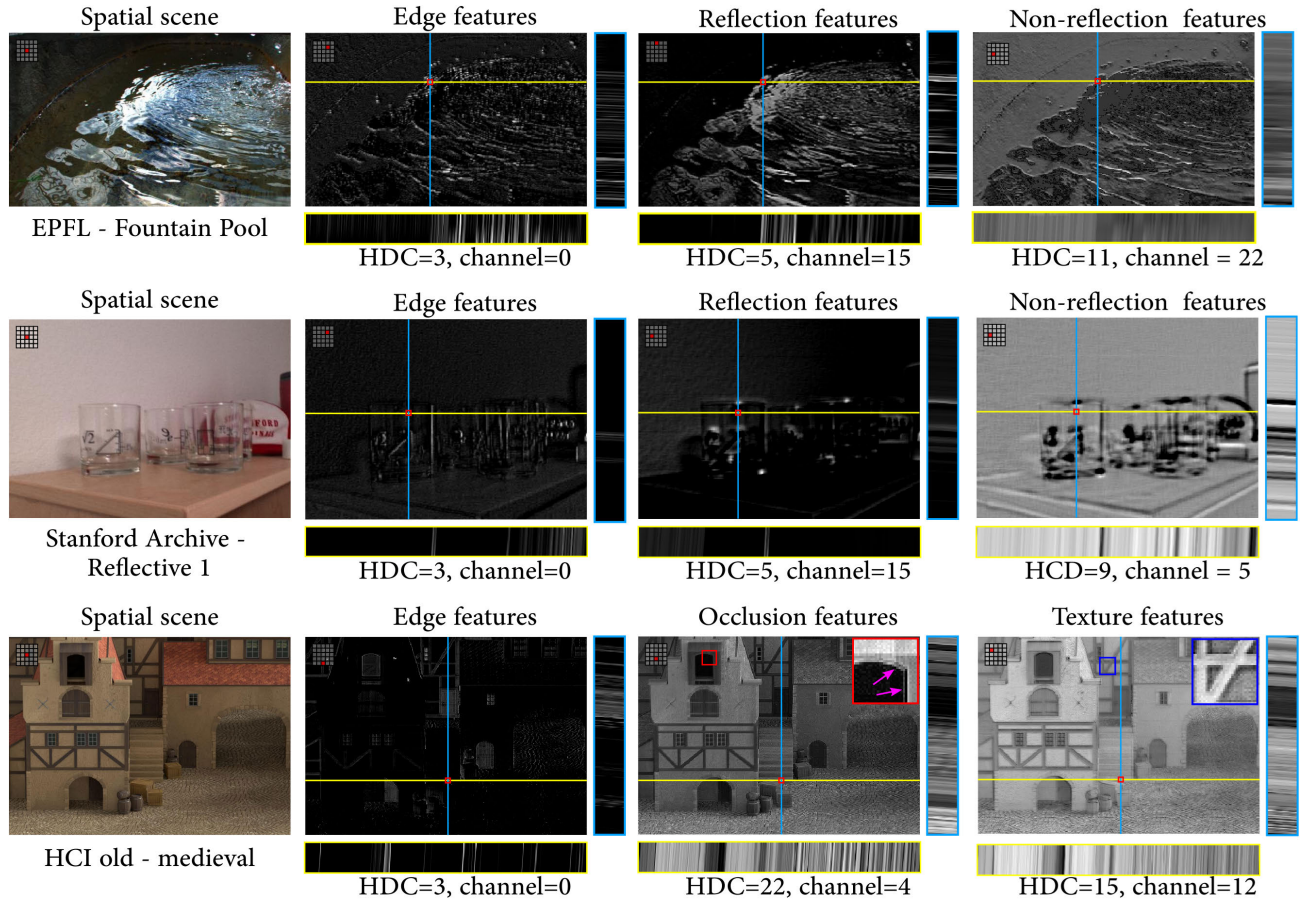 Spatial scene
Edge features
Reflection features
Non-reflection features
EPFL - Fountain Pool
HDC=3, channel=0
HDC=5, channel=15
HDC=11, channel = 22
Spatial scene
Edge features
Reflection features
Non-reflection features
Stanford Archive -
Reflective 1
HDC=3, channel=0
HDC=5, channel=15
HCD=9, channel = 5
Spatial scene
Edge features
Occlusion features
Texture features
HCI old - medieval
HDC=3, channel=0
HDC=22, channel=4
HDC=15, channel=12